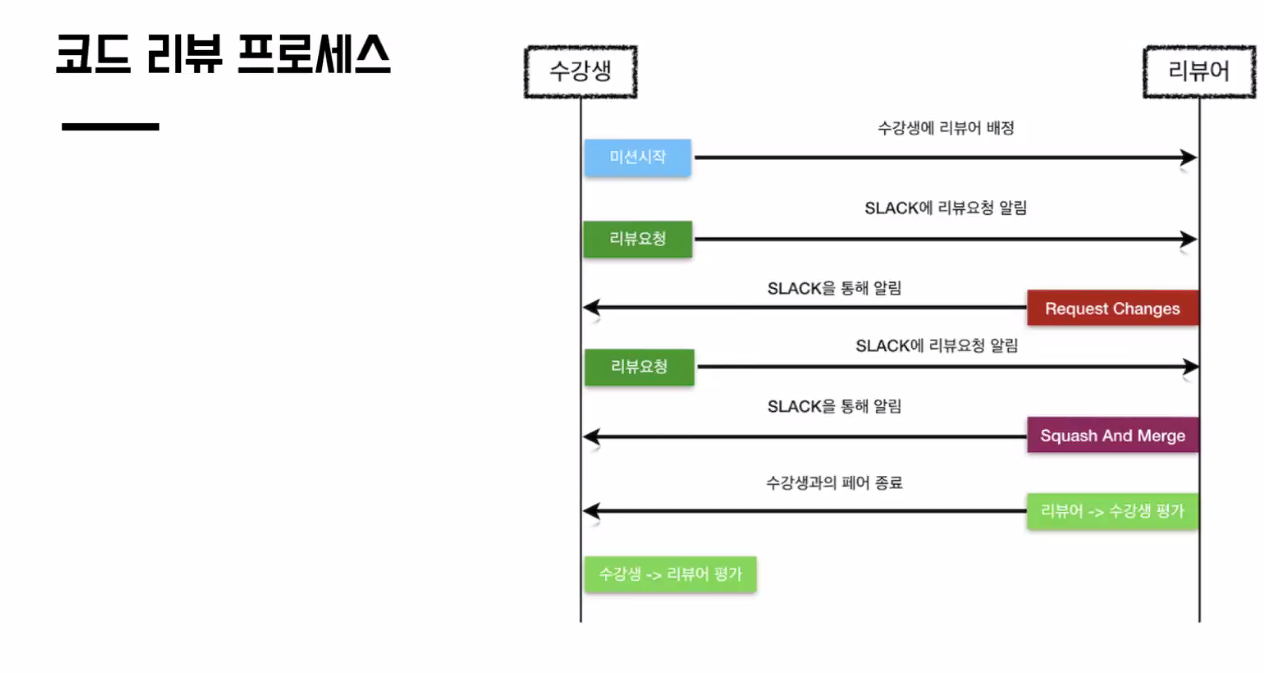 코드 리뷰 프로세스
수강생
리뷰어
수강생에 리뷰어 배정
미션시작
SLACK에 리뷰요청 알림
리뷰요청
SLACK을 통해 알림
Request Changes
SLACK에 리뷰요청 알림
리뷰요청
SLACK을 통해 알림
Squash And Merge
수강생과의 페어 종료
리뷰어 -> 수강생 평가
수강생 -> 리뷰어 평가